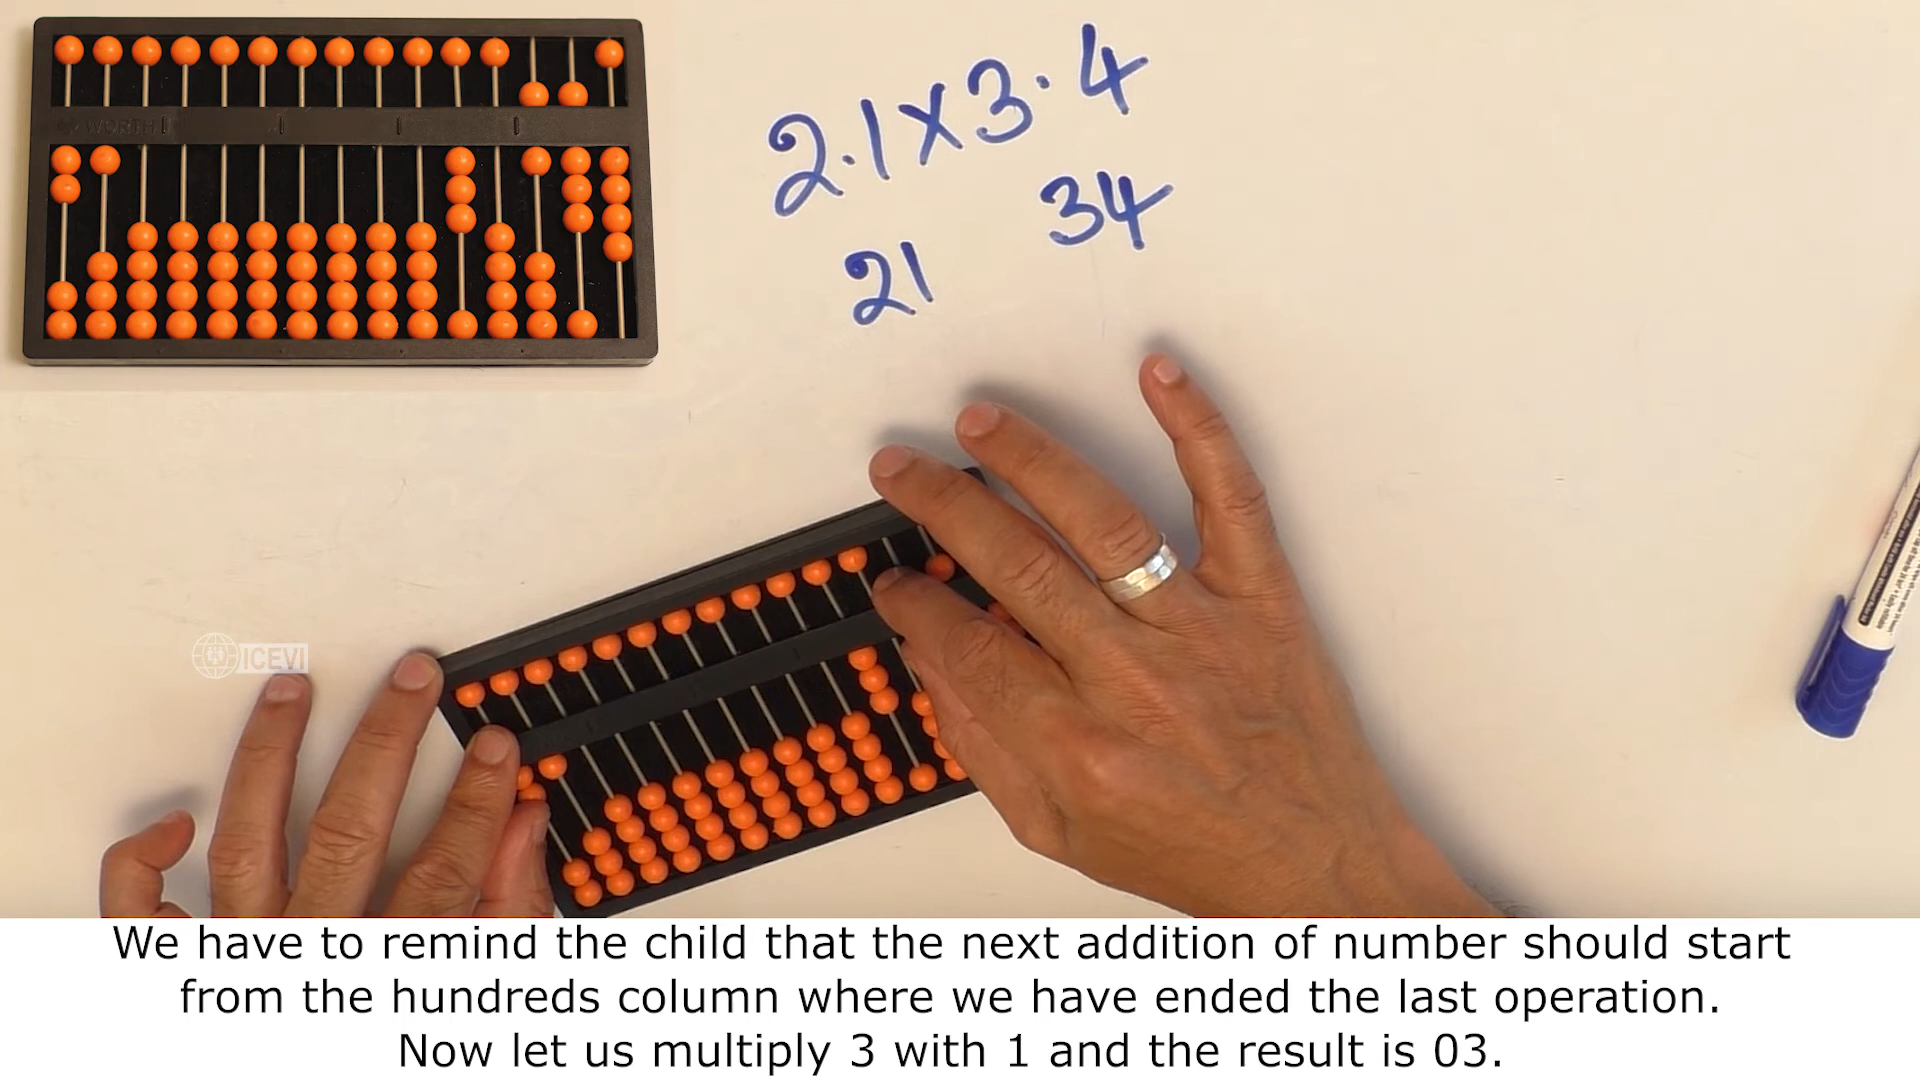 WORTH
2.1x3.4
34
21
ICEVI
We have to remind the child that the next addition of number should start
from the hundreds column where we have ended the last operation.
Now let us multiply 3 with 1 and the result is 03.